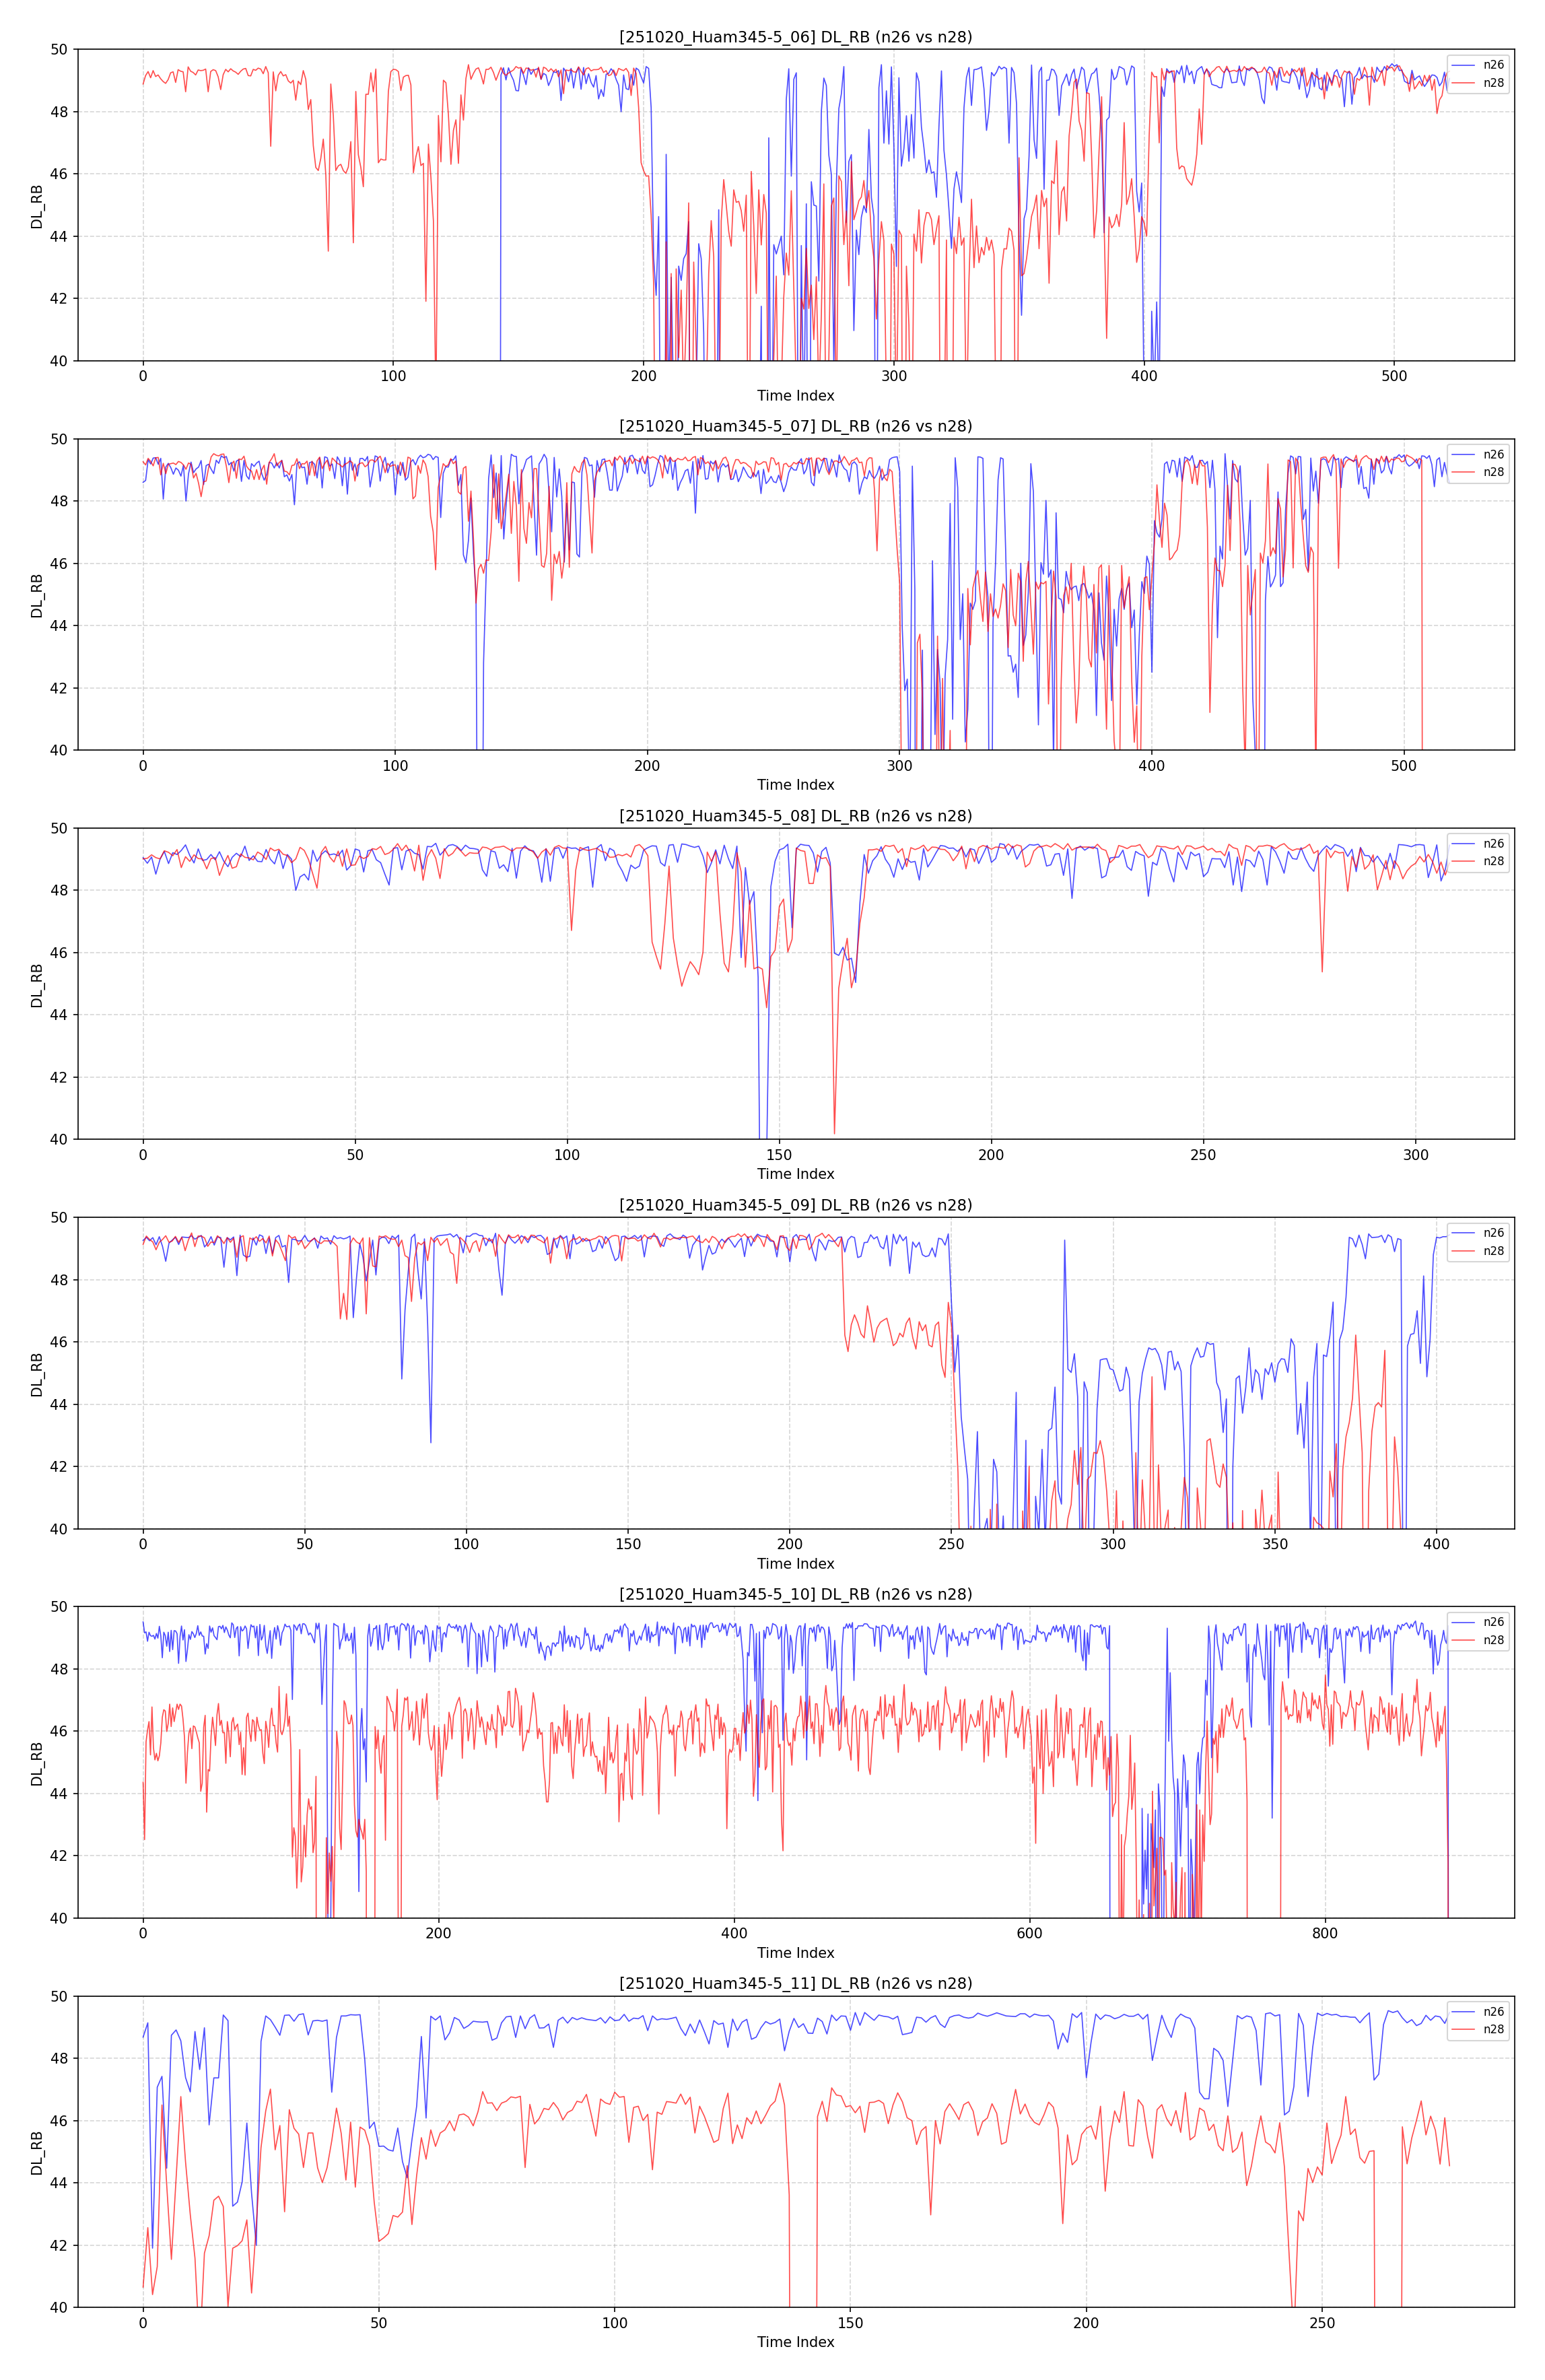 [251020_Huam345-5_06] DL_RB (n26 vs n28)
50
48
46
44
42
40
DL_RB
n26
n28
0 100 200 300 400 500
Time Index
[251020_Huam345-5_07] DL_RB (n26 vs n28)
50
48
46
44
42
40
DL_RB
n26
n28
0 100 200 300 400 500
Time Index
[251020_Huam345-5_08] DL_RB (n26 vs n28)
50
48
46
44
42
40
DL_RB
n26
n28
0 50 100 150 200 250 300
Time Index
[251020_Huam345-5_09] DL_RB (n26 vs n28)
50
48
46
44
42
40
DL_RB
n26
n28
0 50 100 150 200 250 300 350 400
Time Index
[251020_Huam345-5_10] DL_RB (n26 vs n28)
50
48
46
44
42
40
DL_RB
n26
n28
0 200 400 600 800
Time Index
[251020_Huam345-5_11] DL_RB (n26 vs n28)
50
48
46
44
42
40
DL_RB
n26
n28
0 50 100 150 200 250
Time Index